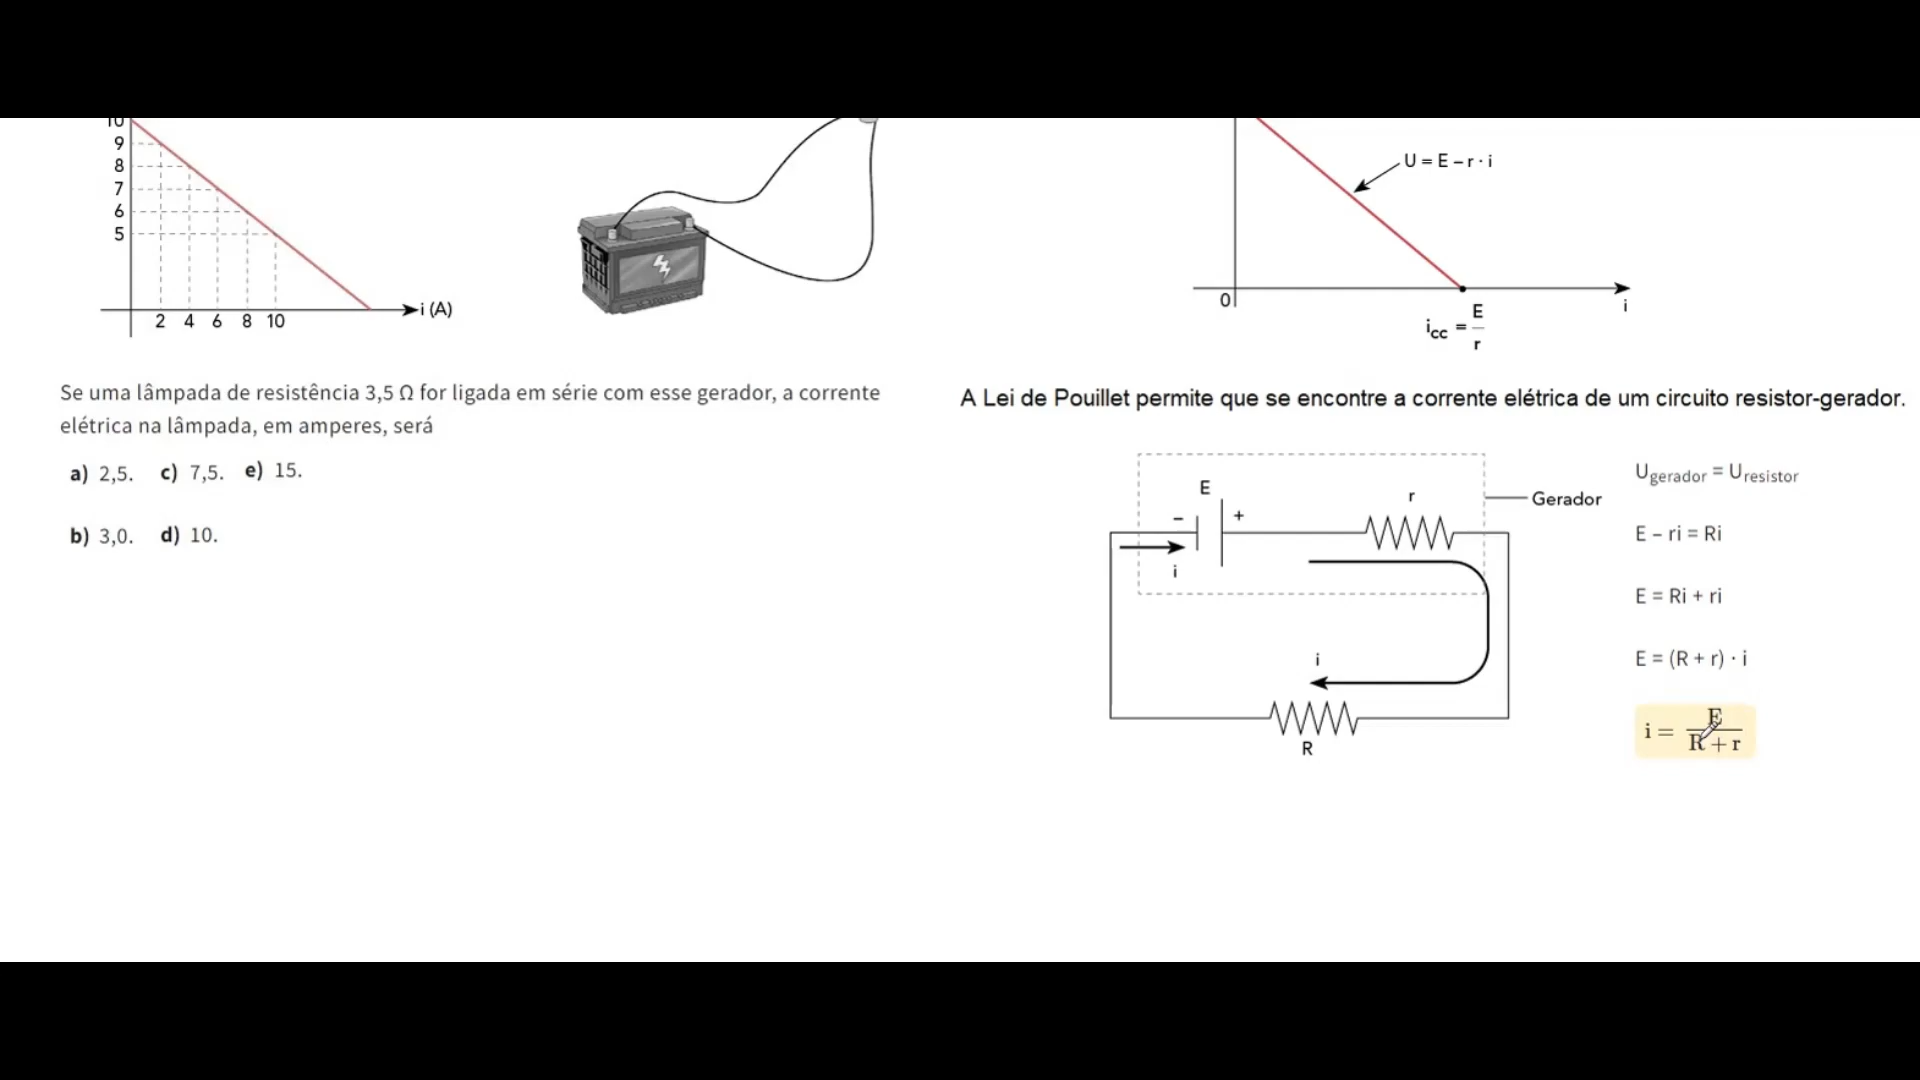 10
9
8
7
6
5
2 4 6 8 10
i (A)
Se uma lâmpada de resistência 3,5 Ω for ligada em série com esse gerador, a corrente
elétrica na lâmpada, em amperes, será
a) 2,5. c) 7,5. e) 15.
b) 3,0. d) 10.
U = E – r · i
0
i
icc = E/r
A Lei de Pouillet permite que se encontre a corrente elétrica de um circuito resistor-gerador.
E
r
– +
Gerador
i
i
R
Ugerador = Uresistor
E – ri = Ri
E = Ri + ri
E = (R + r) · i
i = E/(R + r)